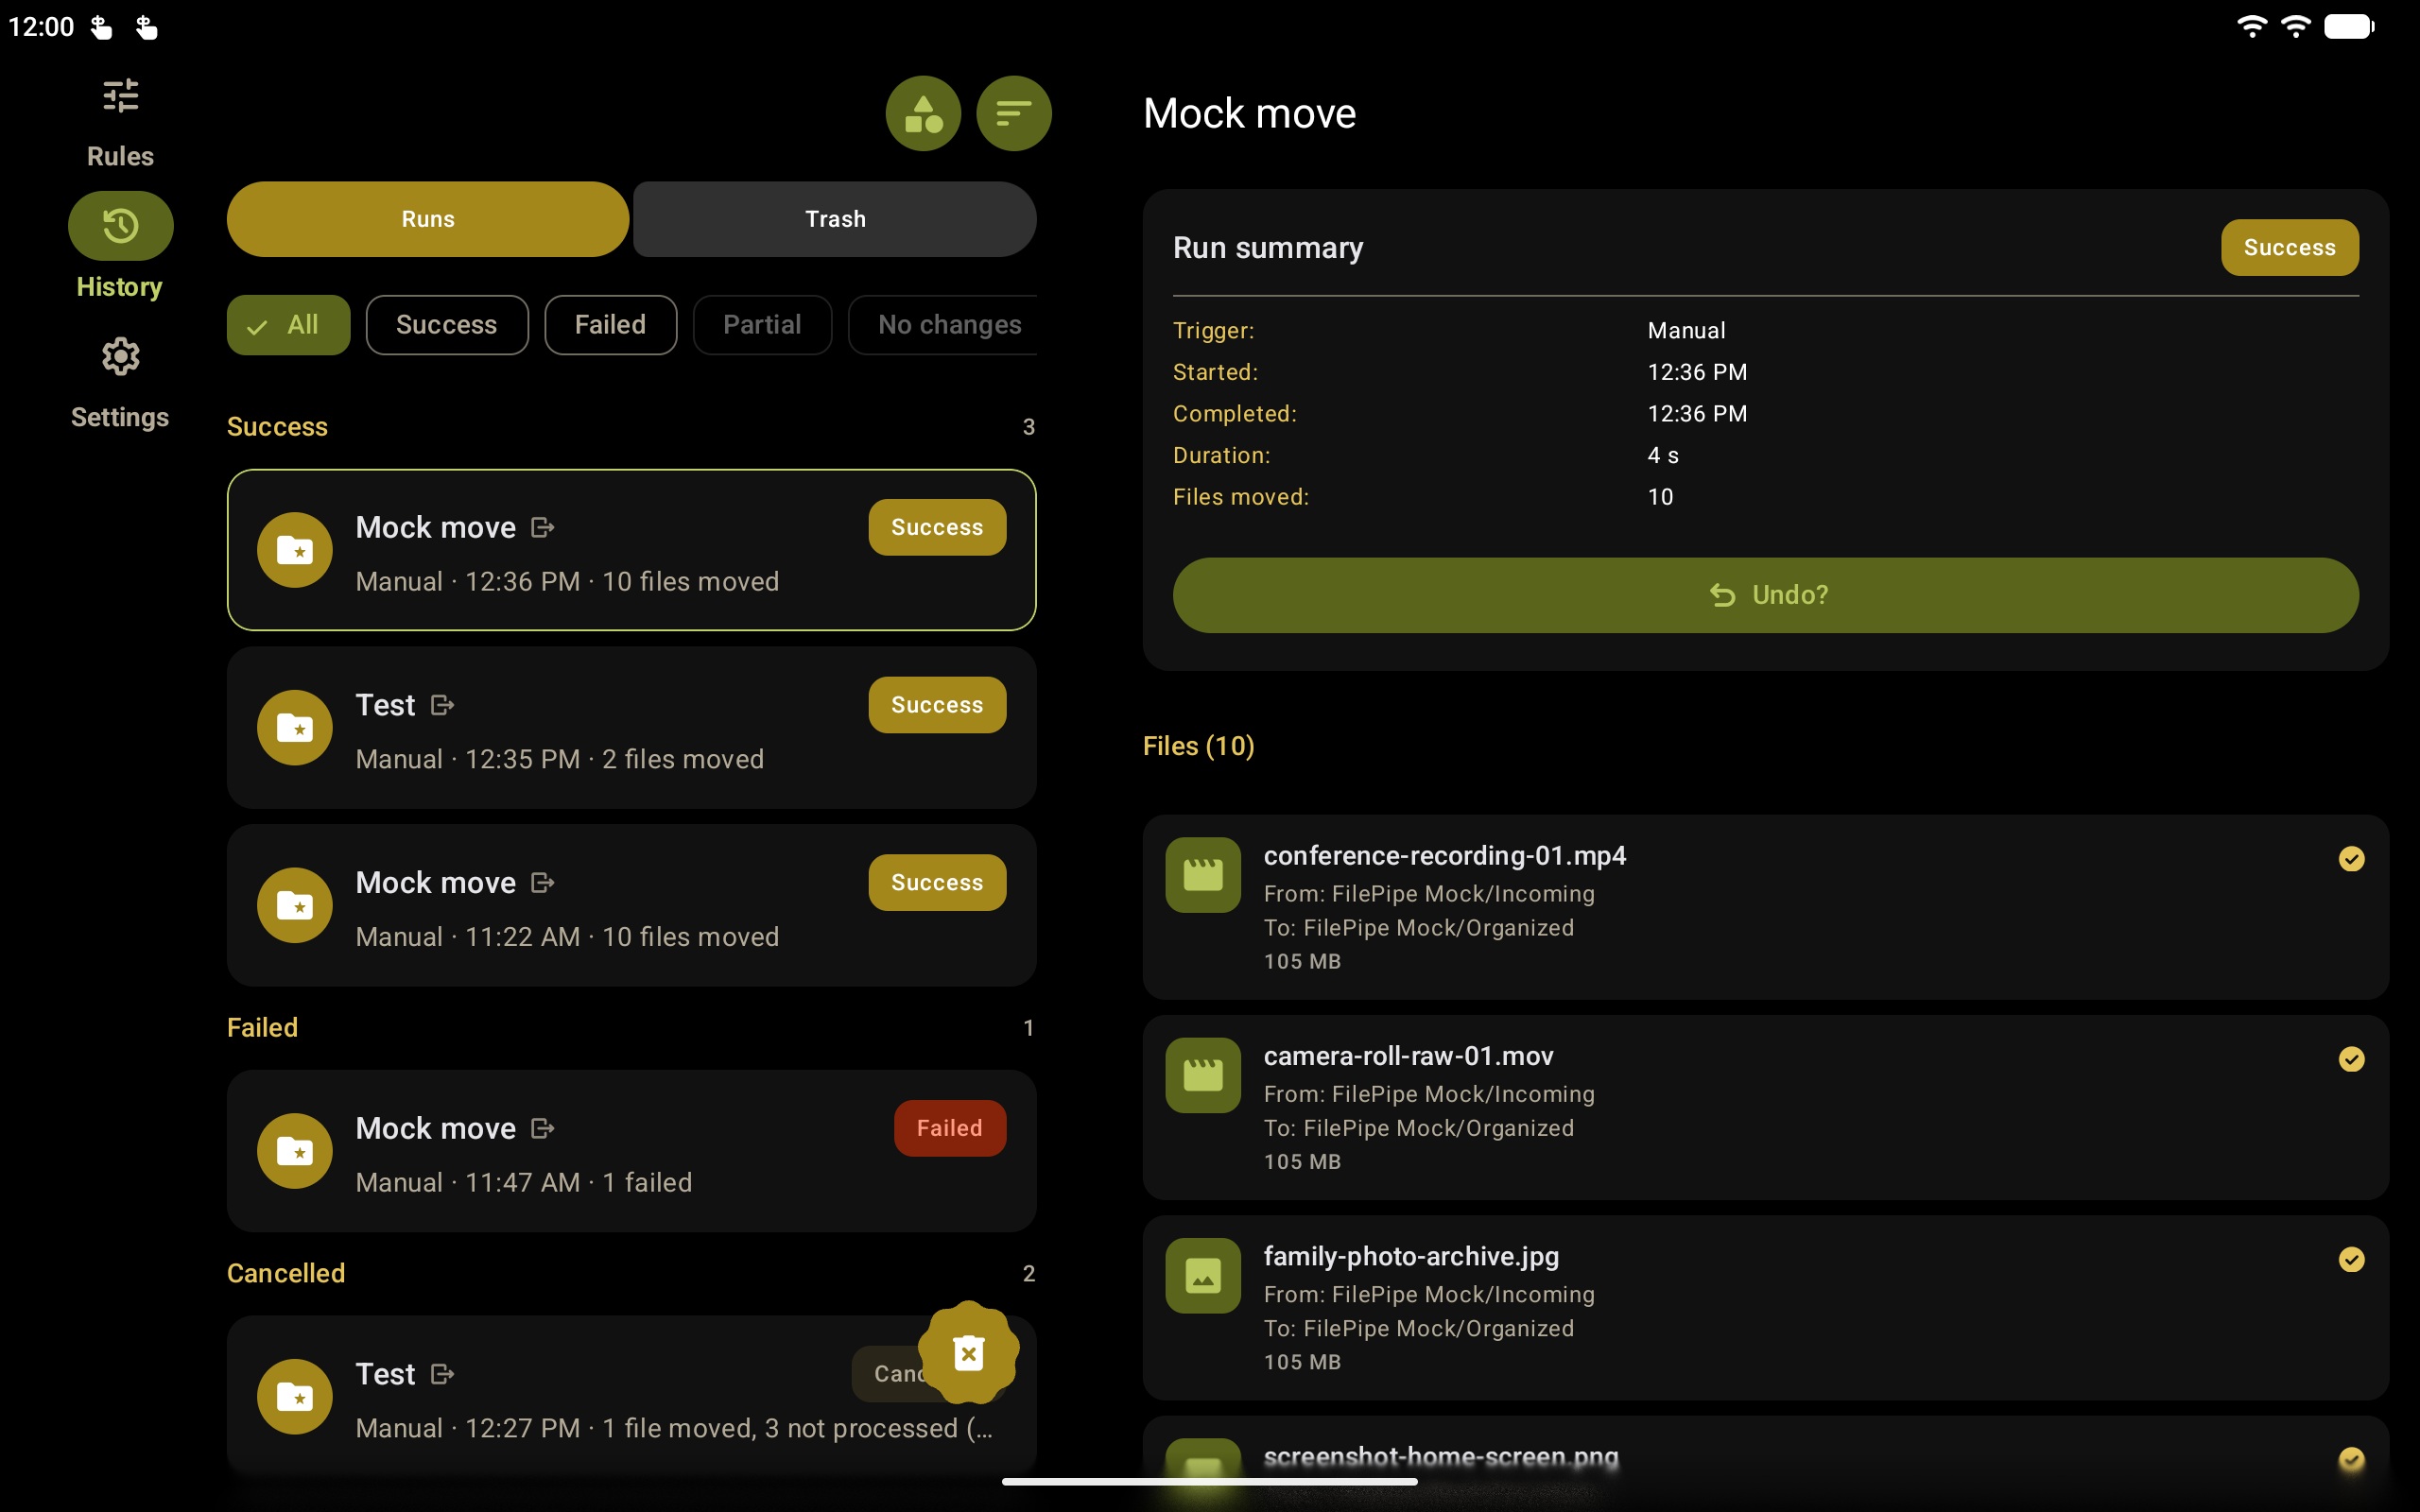 12:00
Rules
History
Settings
Runs
Trash
All
Success
Failed
Partial
No changes
Success
3
Mock move
Success
Manual · 12:36 PM · 10 files moved
Test
Success
Manual · 12:35 PM · 2 files moved
Mock move
Success
Manual · 11:22 AM · 10 files moved
Failed
1
Mock move
Failed
Manual · 11:47 AM · 1 failed
Cancelled
2
Test
Manual · 12:27 PM · 1 file moved, 3 not processed (…
Mock move
Run summary
Success
Trigger: Manual
Started: 12:36 PM
Completed: 12:36 PM
Duration: 4 s
Files moved: 10
Undo?
Files (10)
conference-recording-01.mp4
From: FilePipe Mock/Incoming
To: FilePipe Mock/Organized
105 MB
camera-roll-raw-01.mov
From: FilePipe Mock/Incoming
To: FilePipe Mock/Organized
105 MB
family-photo-archive.jpg
From: FilePipe Mock/Incoming
To: FilePipe Mock/Organized
105 MB
screenshot-home-screen.png